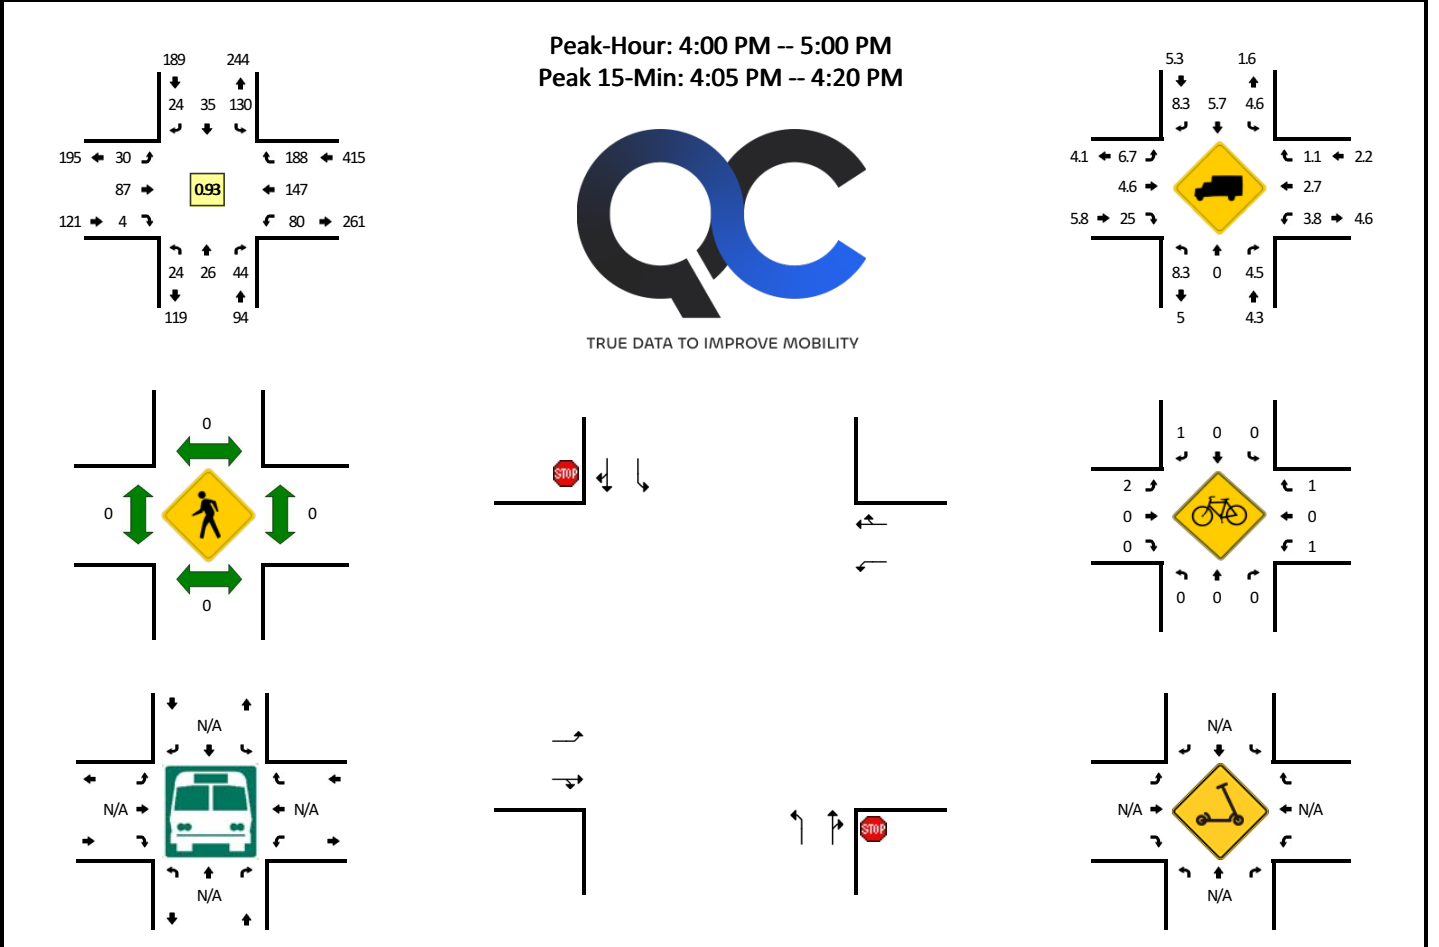 Peak-Hour: 4:00 PM -- 5:00 PM
Peak 15-Min: 4:05 PM -- 4:20 PM
189 244
24 35 130
195 30 188 415
87 0.93 147
121 4 80 261
24 26 44
119 94
QC
TRUE DATA TO IMPROVE MOBILITY
5.3 1.6
8.3 5.7 4.6
4.1 6.7 1.1 2.2
4.6 2.7
5.8 25 3.8 4.6
8.3 0 4.5
5 4.3
0
0 0
0
STOP
STOP
1 0 0
2 1
0 0
0 1
0 0 0
N/A
N/A N/A
N/A
N/A
N/A N/A
N/A